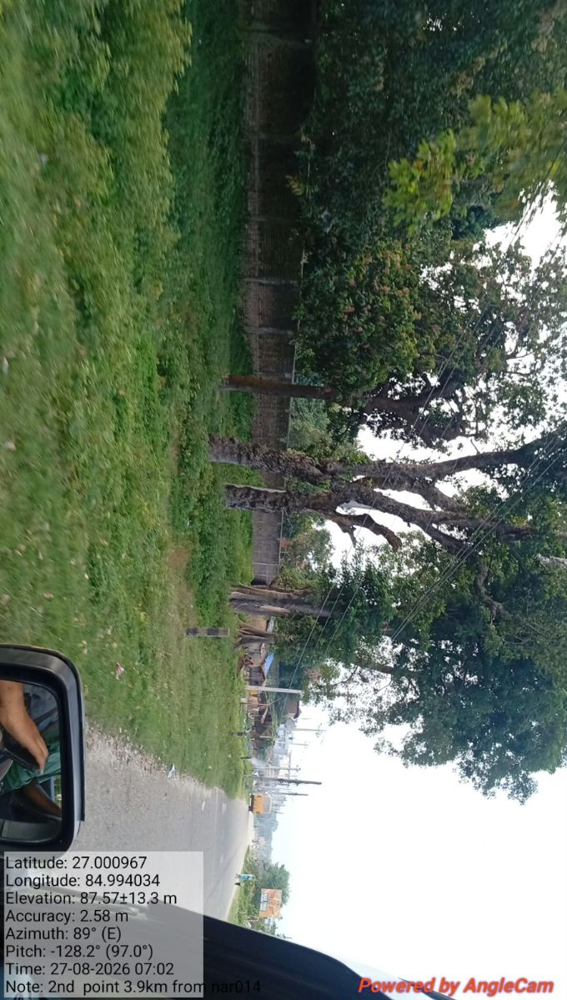 Latitude: 27.000967
Longitude: 84.994034
Elevation: 87.57±13.3 m
Accuracy: 2.58 m
Azimuth: 89° (E)
Pitch: -128.2° (97.0°)
Time: 27-08-2026 07:02
Note: 2nd  point 3.9km from nar014
Powered by AngleCam